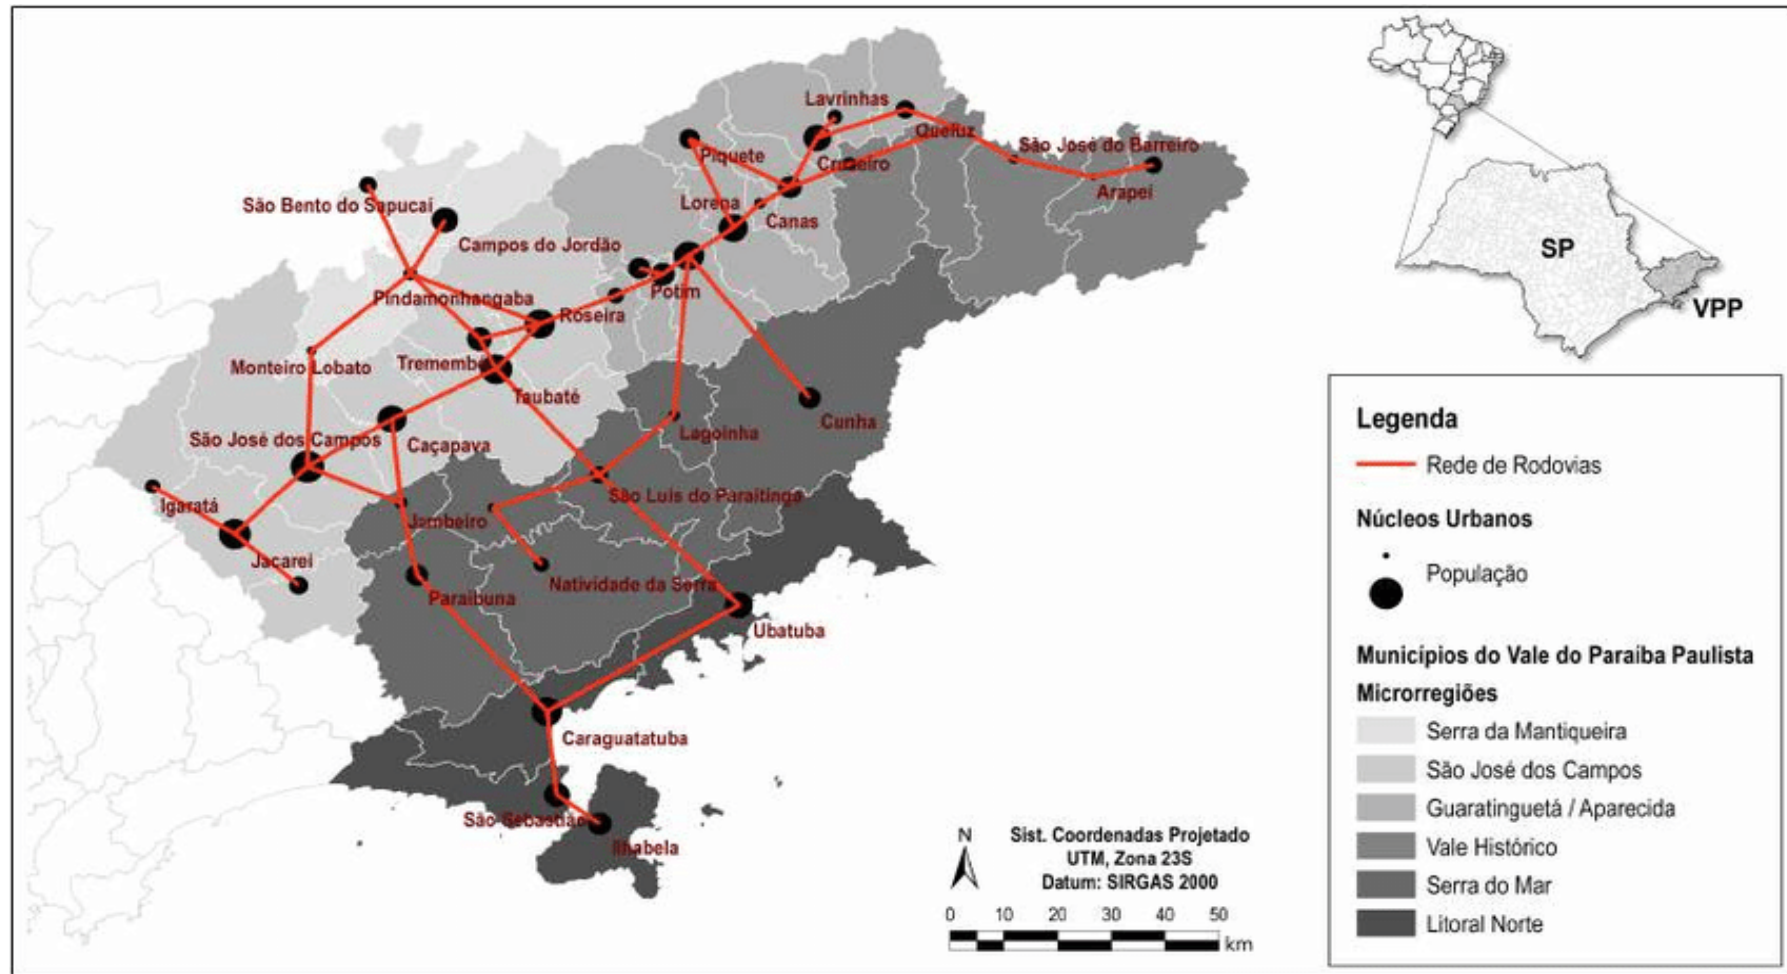 Lavrinhas
Queluz
São José do Barreiro
Piquete
Cruzeiro
Arapeí
São Bento do Sapucaí
Lorena
Canas
Campos do Jordão
Pindamonhangaba
Potim
Roseira
Monteiro Lobato
Tremembé
Taubaté
Cunha
Lagoinha
São José dos Campos
Caçapava
São Luis do Paraitinga
Igaratá
Jambeiro
Jacareí
Natividade da Serra
Paraibuna
Ubatuba
Caraguatatuba
São Sebastião
Ilhabela
N
Sist. Coordenadas Projetado
UTM, Zona 23S
Datum: SIRGAS 2000
0 10 20 30 40 50
km
SP
VPP
Legenda
Rede de Rodovias
Núcleos Urbanos
População
Municípios do Vale do Paraíba Paulista
Microrregiões
Serra da Mantiqueira
São José dos Campos
Guaratinguetá / Aparecida
Vale Histórico
Serra do Mar
Litoral Norte